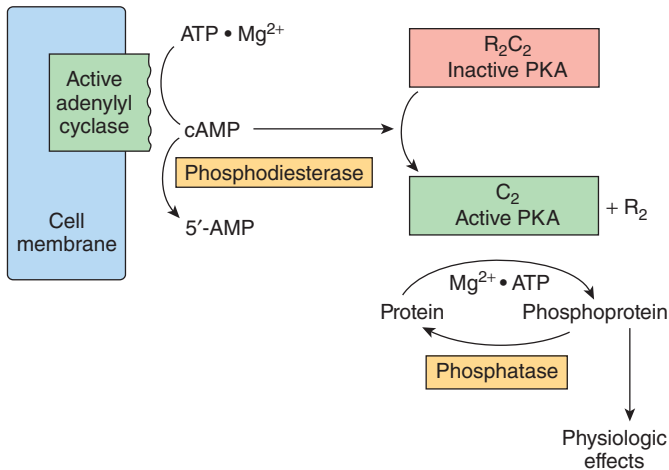 ATP • Mg²⁺
Active
adenylyl
cyclase
cAMP
Phosphodiesterase
5′-AMP
Cell
membrane
R₂C₂
Inactive PKA
C₂
Active PKA
+ R₂
Mg²⁺ • ATP
Protein
Phosphoprotein
Phosphatase
Physiologic
effects